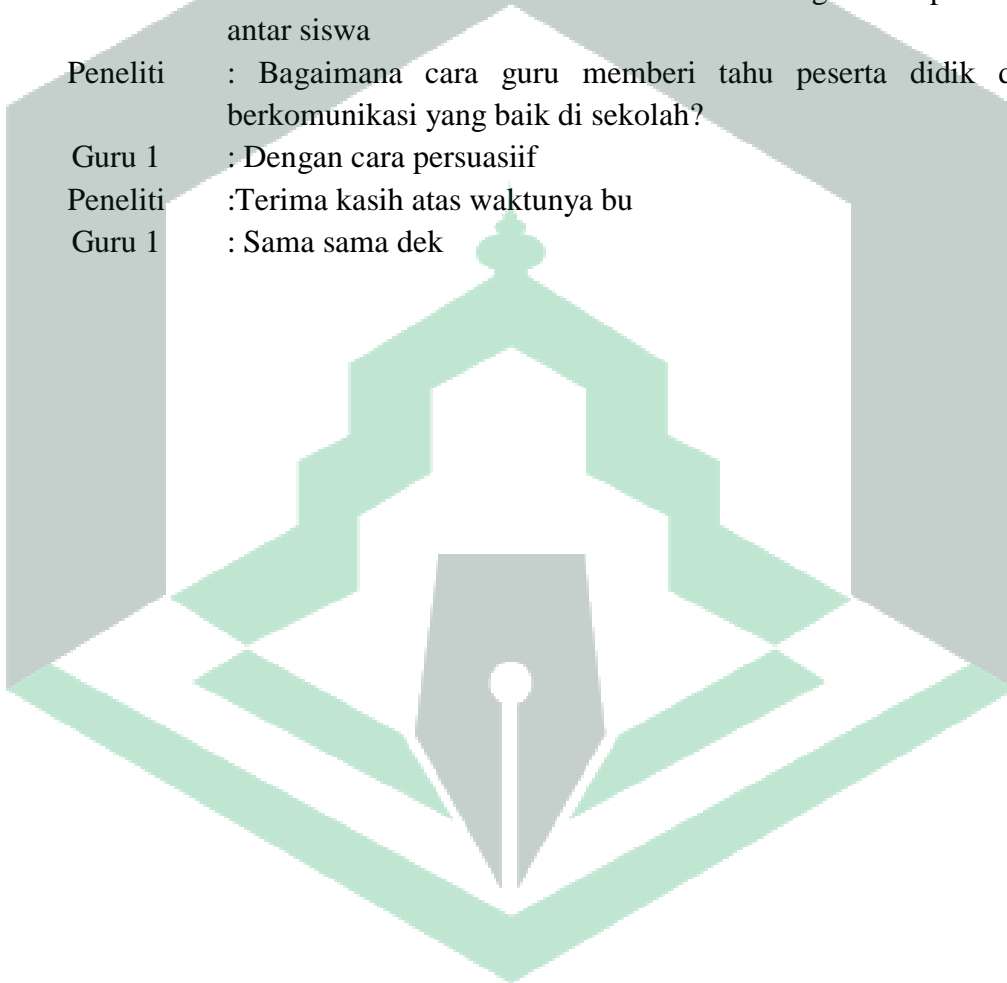 antar siswa
Peneliti : Bagaimana cara guru memberi tahu peserta didik
berkomunikasi yang baik di sekolah?
Guru 1 : Dengan cara persuasiif
Peneliti :Terima kasih atas waktunya bu
Guru 1 : Sama sama dek